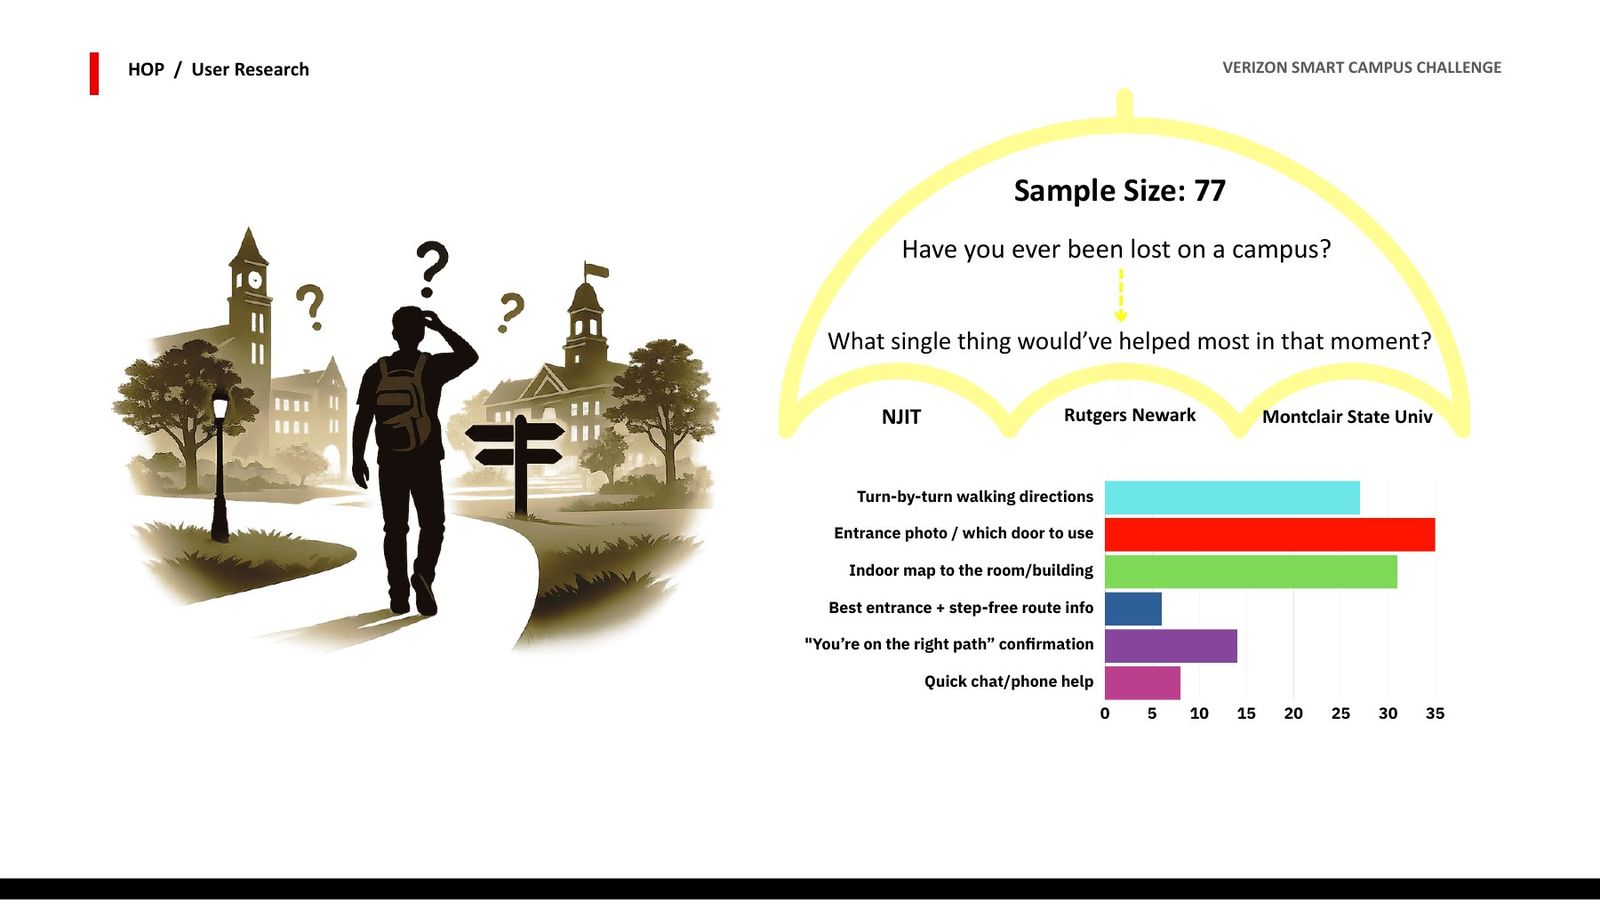 HOP / User Research
VERIZON SMART CAMPUS CHALLENGE
? ? ?
Sample Size: 77
Have you ever been lost on a campus?
What single thing would’ve helped most in that moment?
NJIT
Rutgers Newark
Montclair State Univ
Turn-by-turn walking directions
Entrance photo / which door to use
Indoor map to the room/building
Best entrance + step-free route info
"You’re on the right path” confirmation
Quick chat/phone help
0 5 10 15 20 25 30 35